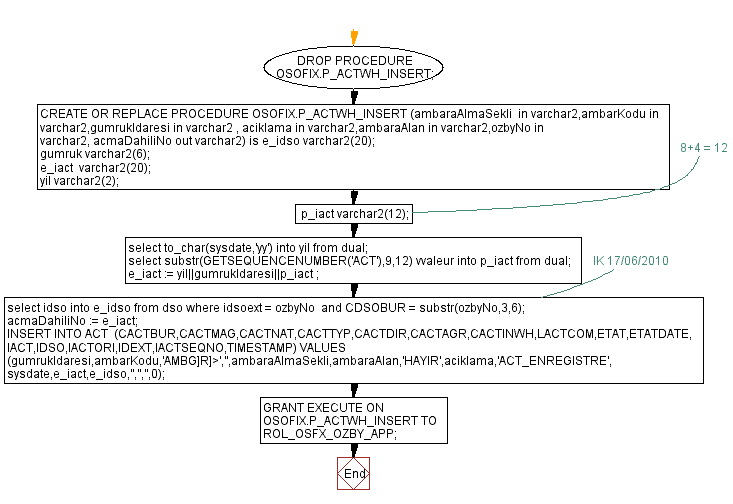 DROP PROCEDURE
OSOFIX.P_ACTWH_INSERT;
CREATE OR REPLACE PROCEDURE OSOFIX.P_ACTWH_INSERT (ambaraAlmaSekli in varchar2,ambarKodu in
varchar2,gumrukIdaresi in varchar2 , aciklama in varchar2,ambaraAlan in varchar2,ozbyNo in
varchar2, acmaDahiliNo out varchar2) is e_idso varchar2(20);
gumruk varchar2(6);
e_iact varchar2(20);
yil varchar2(2);
8+4 = 12
p_iact varchar2(12);
select to_char(sysdate,'yy') into yil from dual;
select substr(GETSEQUENCENUMBER('ACT'),9,12) vvaleur into p_iact from dual;
e_iact := yil||gumrukIdaresi||p_iact ;
IK 17/06/2010
select idso into e_idso from dso where idsoext = ozbyNo and CDSOBUR = substr(ozbyNo,3,6);
acmaDahiliNo := e_iact;
INSERT INTO ACT (CACTBUR,CACTMAG,CACTNAT,CACTTYP,CACTDIR,CACTAGR,CACTINWH,LACTCOM,ETAT,ETATDATE,
IACT,IDSO,IACTORI,IDEXT,IACTSEQNO,TIMESTAMP) VALUES
(gumrukIdaresi,ambarKodu,'AMBG]R]>','',ambaraAlmaSekli,ambaraAlan,'HAYIR',aciklama,'ACT_ENREGISTRE',
sysdate,e_iact,e_idso,'','','',0);
GRANT EXECUTE ON
OSOFIX.P_ACTWH_INSERT TO
ROL_OSFX_OZBY_APP;
End